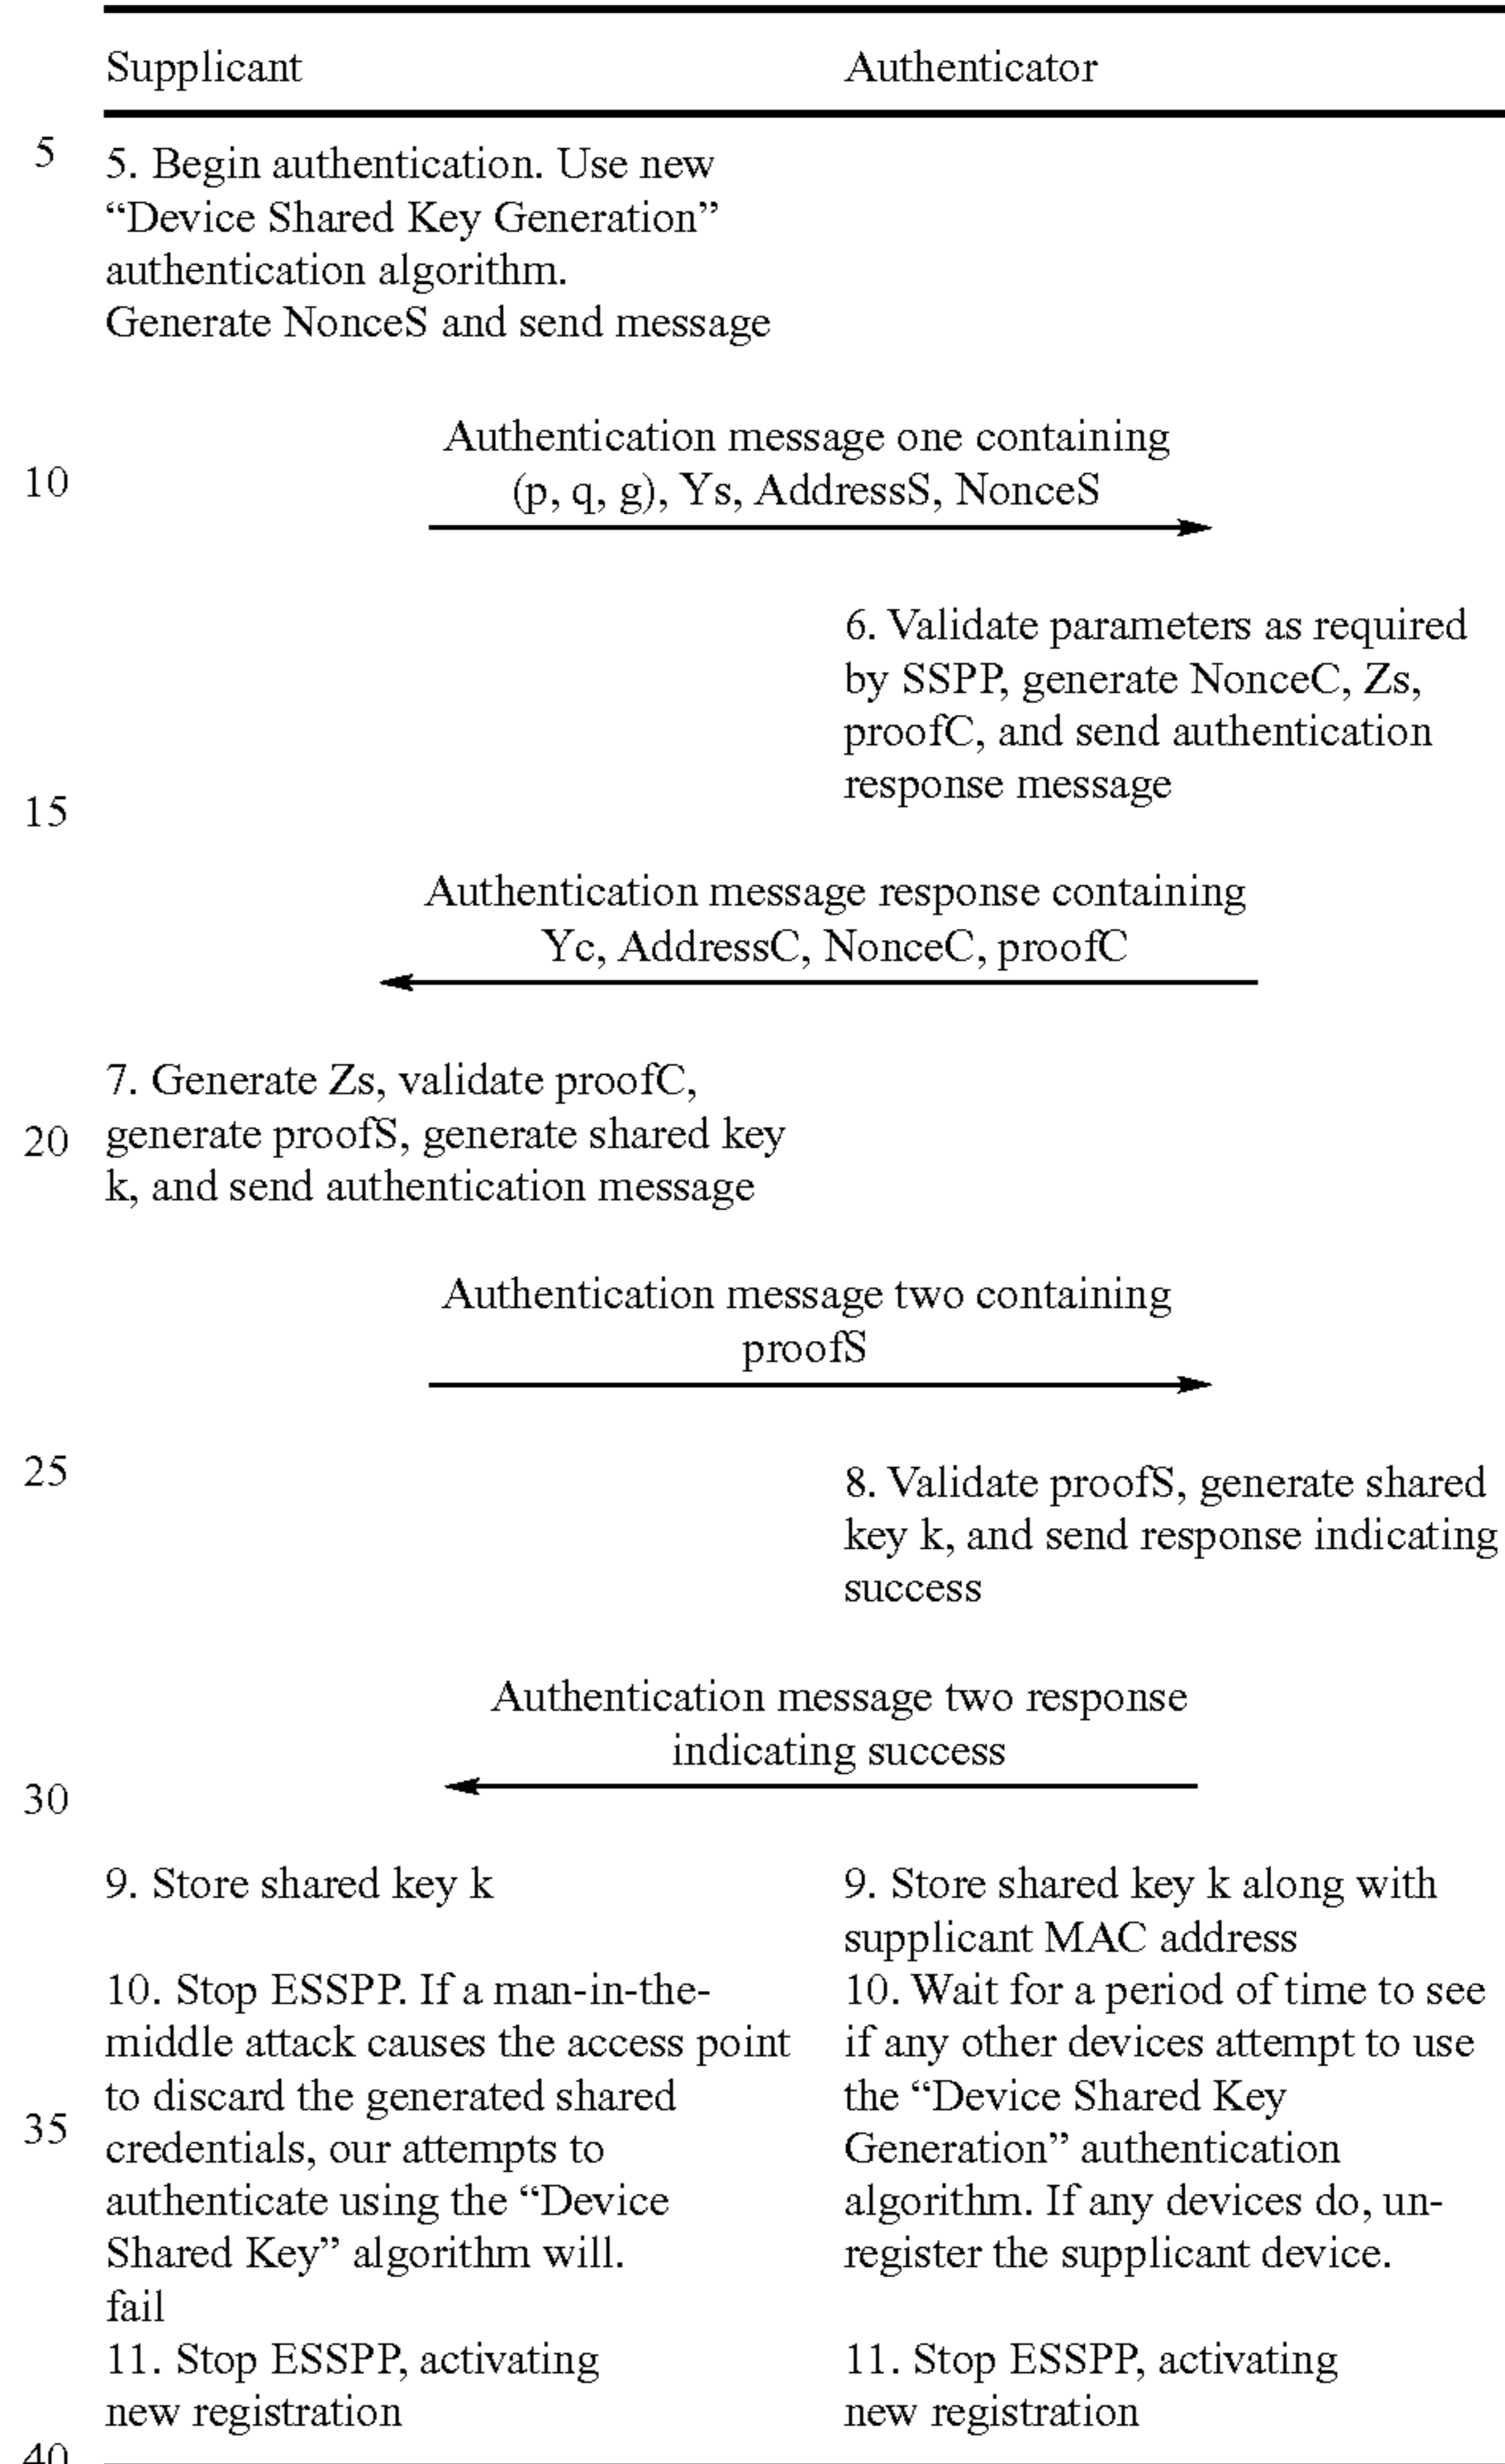 Supplicant Authenticator
5 5. Begin authentication. Use new
“Device Shared Key Generation”
authentication algorithm.
Generate NonceS and send message
Authentication message one containing
10 (p, q, g), Ys, AddressS, NonceS
6. Validate parameters as required
by SSPP, generate NonceC, Zs,
proofC, and send authentication
response message
15
Authentication message response containing
Yc, AddressC, NonceC, proofC
7. Generate Zs, validate proofC,
20 generate proofS, generate shared key
k, and send authentication message
Authentication message two containing
proofS
25 8. Validate proofS, generate shared
key k, and send response indicating
success
Authentication message two response
indicating success
30
9. Store shared key k
10. Stop ESSPP. If a man-in-the-
middle attack causes the access point
to discard the generated shared
35 credentials, our attempts to
authenticate using the “Device
Shared Key” algorithm will.
fail
11. Stop ESSPP, activating
new registration
9. Store shared key k along with
supplicant MAC address
10. Wait for a period of time to see
if any other devices attempt to use
the “Device Shared Key
Generation” authentication
algorithm. If any devices do, un-
register the supplicant device.
11. Stop ESSPP, activating
new registration
40